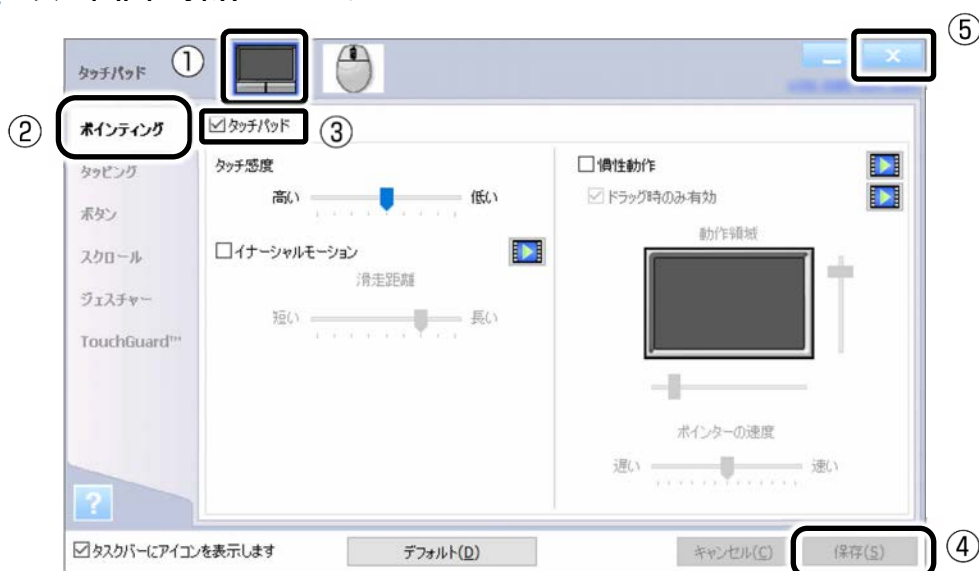 ⑤
タッチパッド ①
② ポインティング ☑タッチパッド ③
タッピング
ボタン
スクロール
ジェスチャー
TouchGuard™
タッチ感度
高い 低い
□イナーシャルモーション
滑走距離
短い 長い
□慣性動作
☑ドラッグ時のみ有効
動作領域
ポインターの速度
遅い 速い
?
☑タスクバーにアイコンを表示します デフォルト(D) キャンセル(C) 保存(S) ④